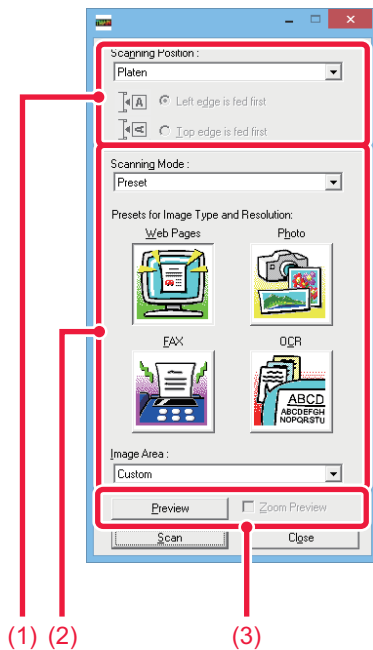 Scanning Position :
Platen
A Left edge is fed first
A Top edge is fed first
Scanning Mode :
Preset
Presets for Image Type and Resolution:
Web Pages Photo
FAX OCR
ABCD
ABCDEFGH
NOPQRSTU
Image Area :
Custom
Preview Zoom Preview
Scan Close
(1) (2) (3)